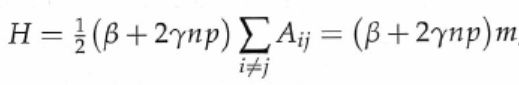 H = ½(β + 2γnp) ∑_{i≠j} A_{ij} = (β + 2γnp)m.